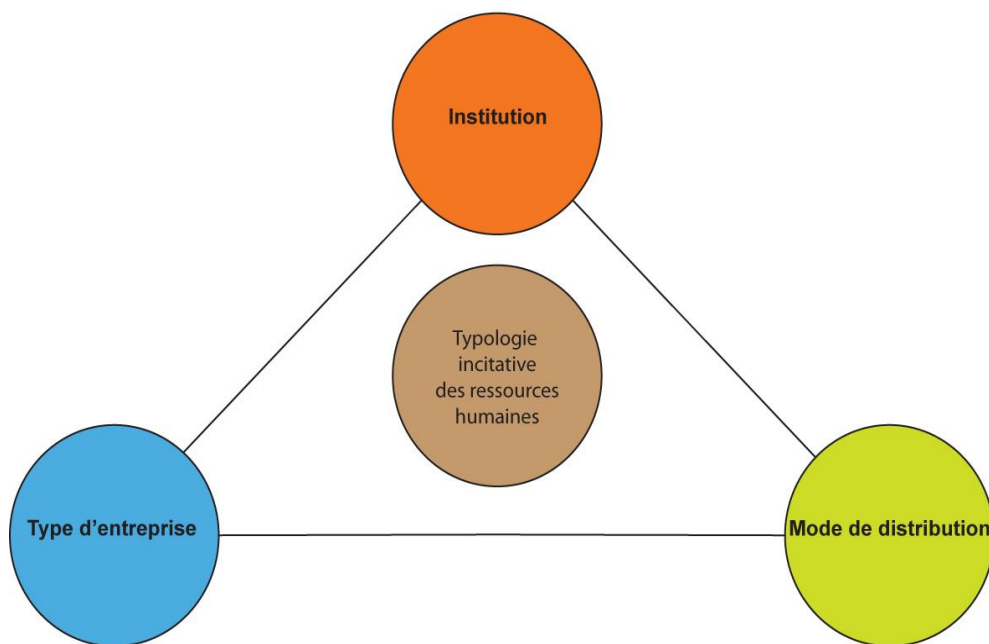 Institution
Typologie
incitative
des ressources
humaines
Type d'entreprise
Mode de distribution